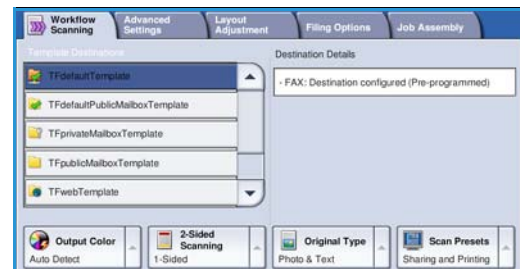 Workflow Scanning
Advanced Settings
Layout Adjustment
Filing Options
Job Assembly
Template Destinations
Destination Details
TFdefaultTemplate
- FAX: Destination configured (Pre-programmed)
TFdefaultPublicMailboxTemplate
TFprivateMailboxTemplate
TFpublicMailboxTemplate
TFwebTemplate
Output Color
Auto Detect
2-Sided Scanning
1-Sided
Original Type
Photo & Text
Scan Presets
Sharing and Printing